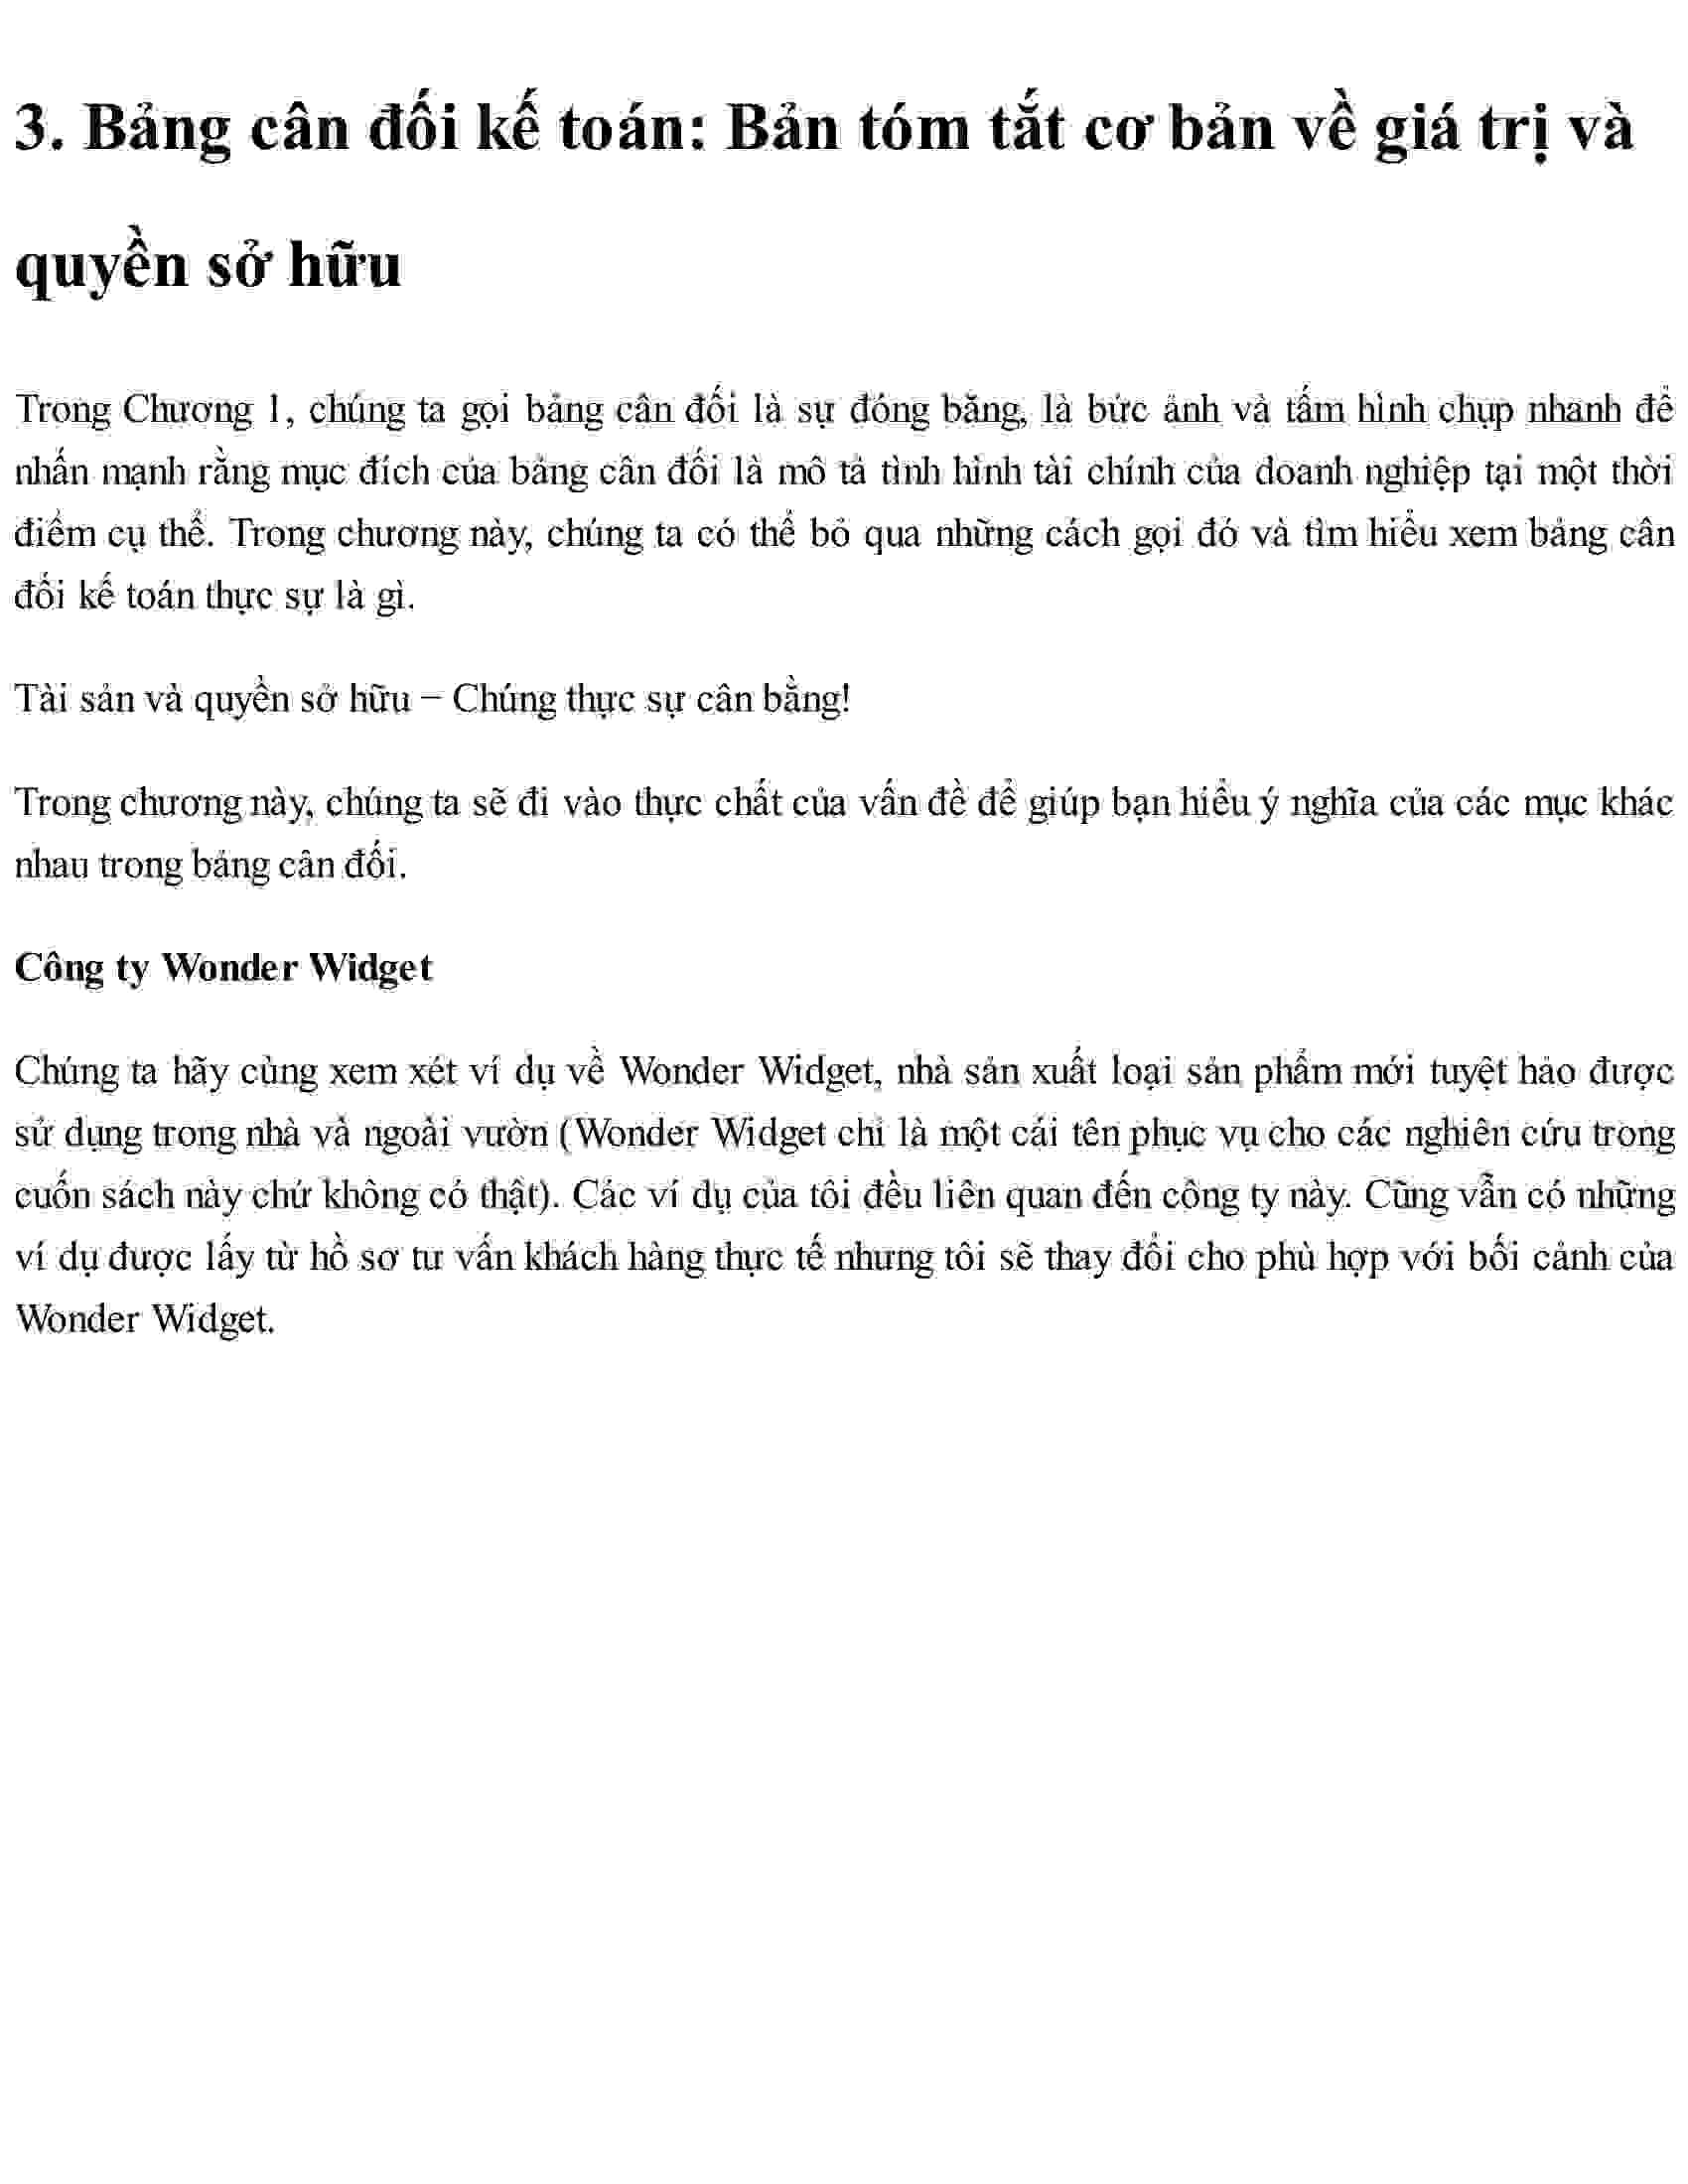 3. Bảng cân đối kế toán: Bản tóm tắt cơ bản về giá trị và
quyền sở hữu
Trong Chương 1, chúng ta gọi bảng cân đối là sự đóng băng, là bức ảnh và tấm hình chụp nhanh để
nhấn mạnh rằng mục đích của bảng cân đối là mô tả tình hình tài chính của doanh nghiệp tại một thời
điểm cụ thể. Trong chương này, chúng ta có thể bỏ qua những cách gọi đó và tìm hiểu xem bảng cân
đối kế toán thực sự là gì.
Tài sản và quyền sở hữu – Chúng thực sự cân bằng!
Trong chương này, chúng ta sẽ đi vào thực chất của vấn đề để giúp bạn hiểu ý nghĩa của các mục khác
nhau trong bảng cân đối.
Công ty Wonder Widget
Chúng ta hãy cùng xem xét ví dụ về Wonder Widget, nhà sản xuất loại sản phẩm mới tuyệt hảo được
sử dụng trong nhà và ngoài vườn (Wonder Widget chỉ là một cái tên phục vụ cho các nghiên cứu trong
cuốn sách này chứ không có thật). Các ví dụ của tôi đều liên quan đến công ty này. Cũng vẫn có những
ví dụ được lấy từ hồ sơ tư vấn khách hàng thực tế nhưng tôi sẽ thay đổi cho phù hợp với bối cảnh của
Wonder Widget.